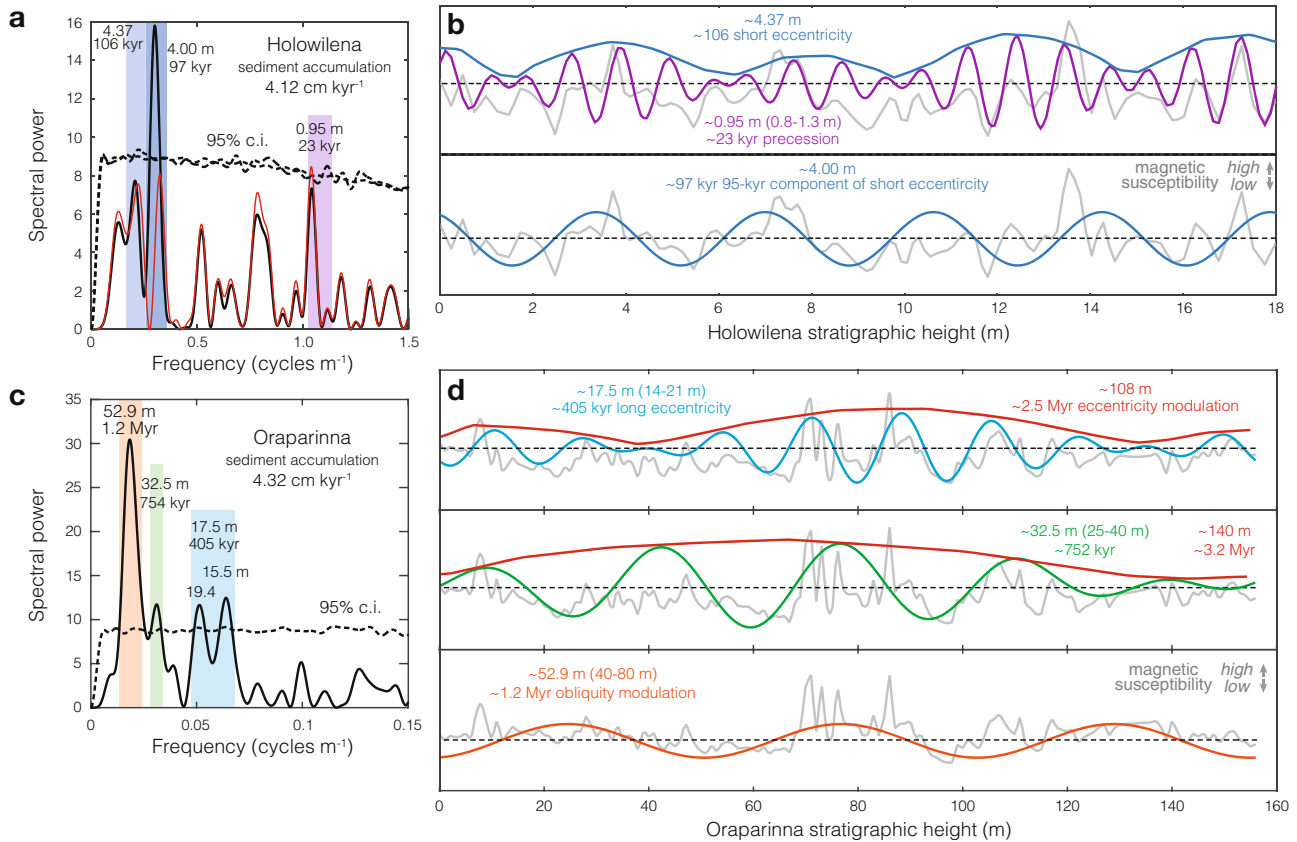 a
16
14
12
10
8
6
4
2
0
Spectral power
4.37
106 kyr
4.00 m
97 kyr
Holowilena
sediment accumulation
4.12 cm kyr⁻¹
0.95 m
23 kyr
95% c.i.
0 0.5 1.0 1.5
Frequency (cycles m⁻¹)
b
~4.37 m
~106 short eccentricity
~0.95 m (0.8-1.3 m)
~23 kyr precession
~4.00 m
~97 kyr 95-kyr component of short eccentircity
magnetic high
susceptibility low
0 2 4 6 8 10 12 14 16 18
Holowilena stratigraphic height (m)
c
35
30
25
20
15
10
5
0
Spectral power
52.9 m
1.2 Myr
32.5 m
754 kyr
Oraparinna
sediment accumulation
4.32 cm kyr⁻¹
17.5 m
405 kyr
15.5 m
19.4
95% c.i.
0 0.05 0.1 0.15
Frequency (cycles m⁻¹)
d
~17.5 m (14-21 m)
~405 kyr long eccentricity
~108 m
~2.5 Myr eccentricity modulation
~32.5 m (25-40 m)
~752 kyr
~140 m
~3.2 Myr
~52.9 m (40-80 m)
~1.2 Myr obliquity modulation
magnetic high
susceptibility low
0 20 40 60 80 100 120 140 160
Oraparinna stratigraphic height (m)